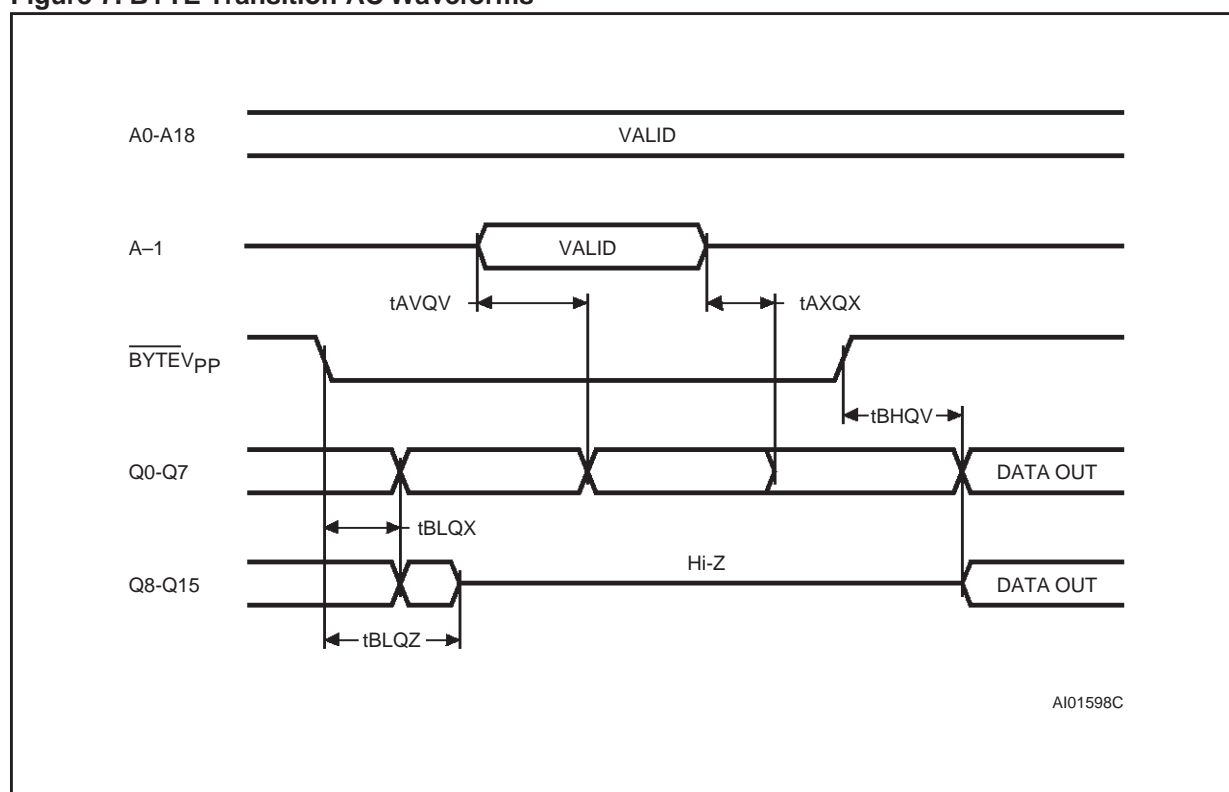 Figure 7. BYTE Transition AC Waveforms
A0-A18
VALID
A–1
VALID
tAVQV
tAXQX
BYTEVPP
tBHQV
Q0-Q7
DATA OUT
tBLQX
Hi-Z
Q8-Q15
DATA OUT
tBLQZ
AI01598C